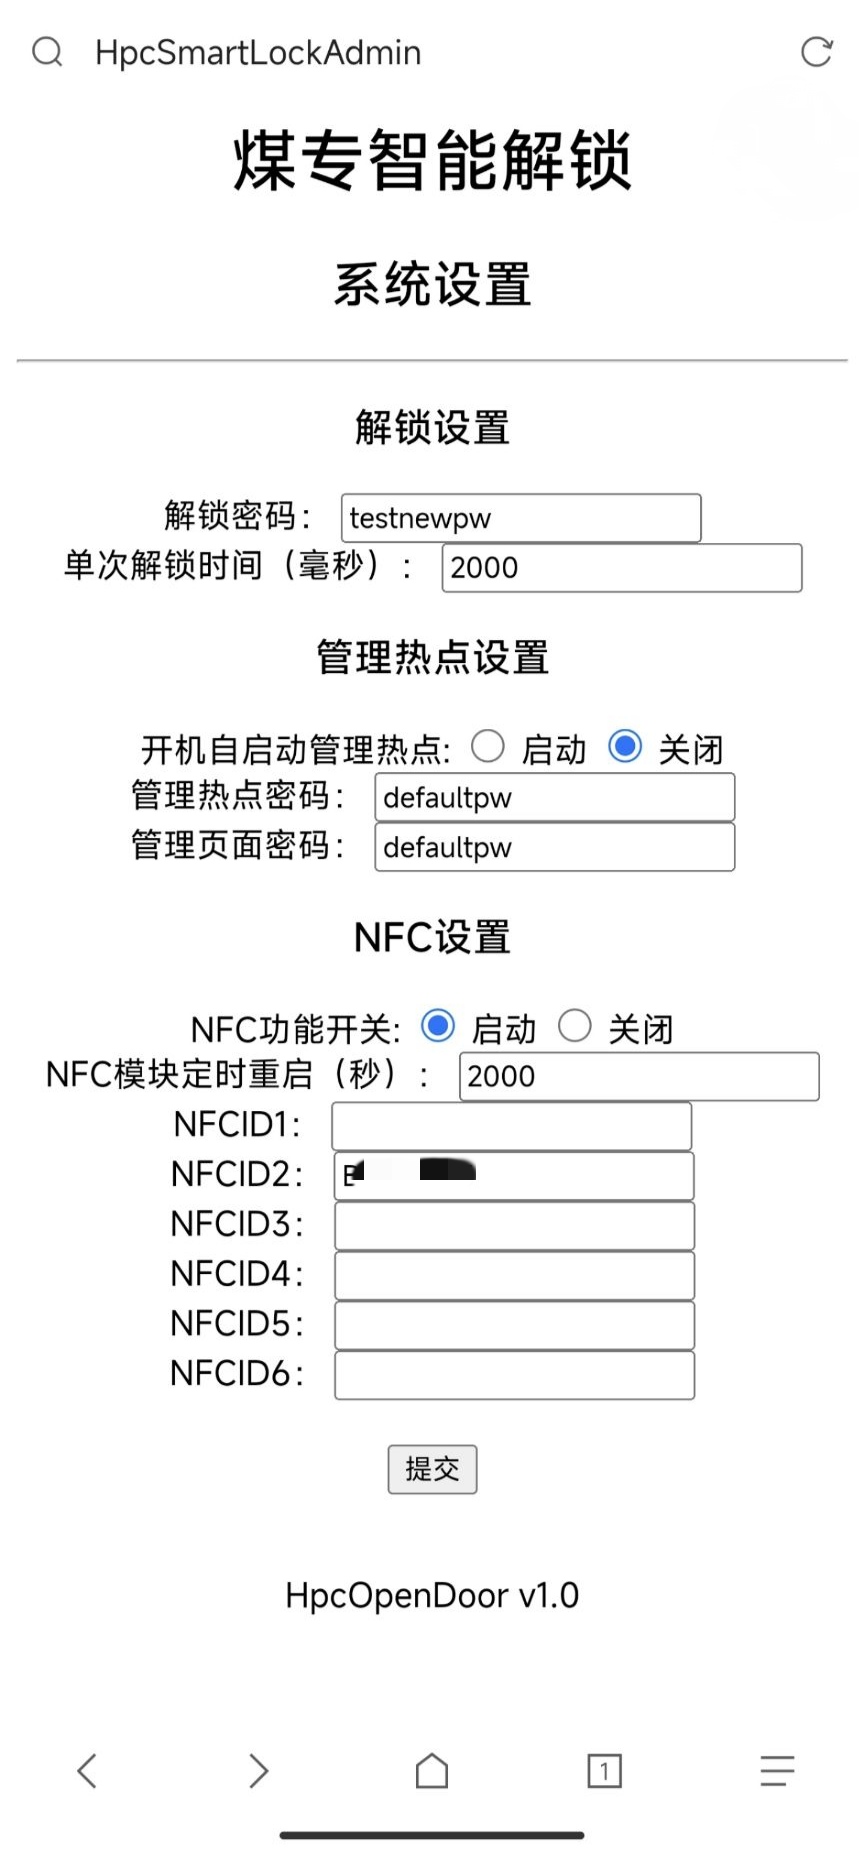 HpcSmartLockAdmin
煤专智能解锁
系统设置
解锁设置
解锁密码： testnewpw
单次解锁时间（毫秒）： 2000
管理热点设置
开机自启动管理热点: 启动 关闭
管理热点密码： defaultpw
管理页面密码： defaultpw
NFC设置
NFC功能开关: 启动 关闭
NFC模块定时重启（秒）： 2000
NFCID1：
NFCID2：
NFCID3：
NFCID4：
NFCID5：
NFCID6：
提交
HpcOpenDoor v1.0
1